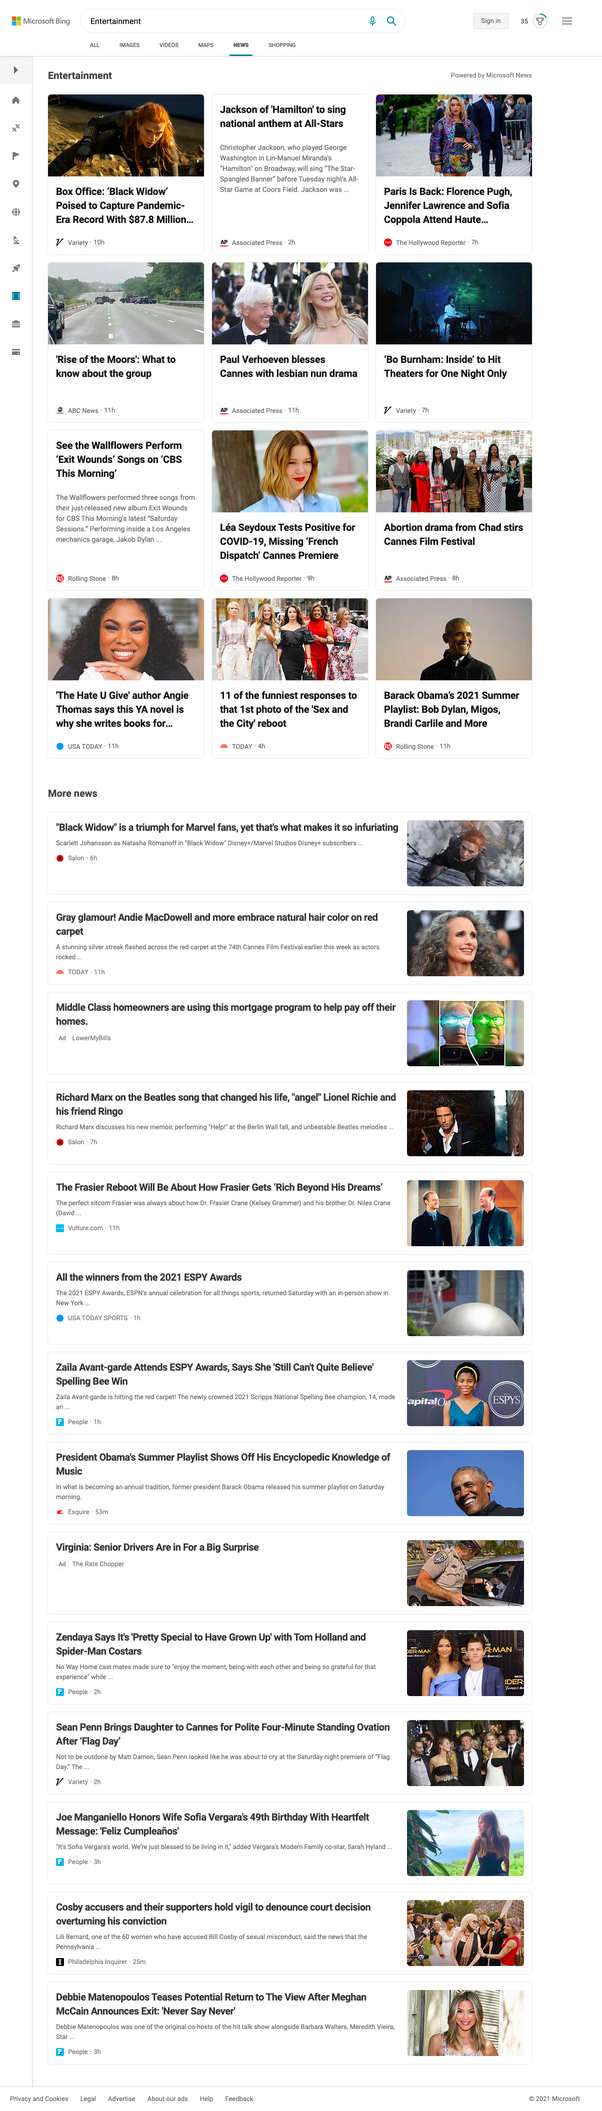 Microsoft Bing
Entertainment
Sign in
35
ALL
IMAGES
VIDEOS
MAPS
NEWS
SHOPPING
Entertainment
Powered by Microsoft News
Box Office: ‘Black Widow’
Poised to Capture Pandemic-
Era Record With $87.8 Million...
Variety · 10h
Jackson of 'Hamilton' to sing
national anthem at All-Stars
Christopher Jackson, who played George
Washington in Lin-Manuel Miranda's
"Hamilton" on Broadway, will sing "The Star-
Spangled Banner" before Tuesday night's All-
Star Game at Coors Field. Jackson was ...
AP Associated Press · 2h
Paris Is Back: Florence Pugh,
Jennifer Lawrence and Sofia
Coppola Attend Haute...
The Hollywood Reporter · 7h
'Rise of the Moors': What to
know about the group
ABC News · 11h
Paul Verhoeven blesses
Cannes with lesbian nun drama
AP Associated Press · 11h
‘Bo Burnham: Inside’ to Hit
Theaters for One Night Only
Variety · 7h
See the Wallflowers Perform
‘Exit Wounds’ Songs on ‘CBS
This Morning’
The Wallflowers performed three songs from
their just-released new album Exit Wounds
for CBS This Morning's latest "Saturday
Sessions." Performing inside a Los Angeles
mechanics garage, Jakob Dylan ...
Rolling Stone · 8h
Léa Seydoux Tests Positive for
COVID-19, Missing ‘French
Dispatch’ Cannes Premiere
The Hollywood Reporter · 9h
Abortion drama from Chad stirs
Cannes Film Festival
AP Associated Press · 8h
'The Hate U Give' author Angie
Thomas says this YA novel is
why she writes books for...
USA TODAY · 11h
11 of the funniest responses to
that 1st photo of the 'Sex and
the City' reboot
TODAY · 4h
Barack Obama’s 2021 Summer
Playlist: Bob Dylan, Migos,
Brandi Carlile and More
Rolling Stone · 11h
More news
"Black Widow" is a triumph for Marvel fans, yet that's what makes it so infuriating
Scarlett Johansson as Natasha Romanoff in "Black Widow" Disney+/Marvel Studios Disney+ subscribers ...
Salon · 6h
Gray glamour! Andie MacDowell and more embrace natural hair color on red
carpet
A stunning silver streak flashed across the red carpet at the 74th Cannes Film Festival earlier this week as actors
rocked ...
TODAY · 11h
Middle Class homeowners are using this mortgage program to help pay off their
homes.
Ad LowerMyBills
Richard Marx on the Beatles song that changed his life, "angel" Lionel Richie and
his friend Ringo
Richard Marx discusses his new memoir, performing "Help!" at the Berlin Wall fall, and unbeatable Beatles melodies ...
Salon · 7h
The Frasier Reboot Will Be About How Frasier Gets ‘Rich Beyond His Dreams’
The perfect sitcom Frasier was always about how Dr. Frasier Crane (Kelsey Grammer) and his brother Dr. Niles Crane
(David ...
Vulture.com · 11h
All the winners from the 2021 ESPY Awards
The 2021 ESPY Awards, ESPN's annual celebration for all things sports, returned Saturday with an in-person show in
New York ...
USA TODAY SPORTS · 1h
Zaila Avant-garde Attends ESPY Awards, Says She 'Still Can't Quite Believe'
Spelling Bee Win
Zaila Avant-garde is hitting the red carpet! The newly crowned 2021 Scripps National Spelling Bee champion, 14, made
an ...
People · 1h
apital
ESPYS
President Obama's Summer Playlist Shows Off His Encyclopedic Knowledge of
Music
In what is becoming an annual tradition, former president Barack Obama released his summer playlist on Saturday
morning.
Esquire · 53m
Virginia: Senior Drivers Are in For a Big Surprise
Ad The Rate Chopper
Zendaya Says It's 'Pretty Special to Have Grown Up' with Tom Holland and
Spider-Man Costars
No Way Home cast mates made sure to "enjoy the moment, being with each other and being so grateful for that
experience" while ...
People · 2h
Sean Penn Brings Daughter to Cannes for Polite Four-Minute Standing Ovation
After ‘Flag Day’
Not to be outdone by Matt Damon, Sean Penn looked like he was about to cry at the Saturday night premiere of "Flag
Day." The ...
Variety · 2h
Joe Manganiello Honors Wife Sofia Vergara's 49th Birthday With Heartfelt
Message: 'Feliz Cumpleaños'
"It's Sofia Vergara's world. We're just blessed to be living in it," added Vergara's Modern Family co-star, Sarah Hyland ...
People · 3h
Cosby accusers and their supporters hold vigil to denounce court decision
overturning his conviction
Lili Bernard, one of the 60 women who have accused Bill Cosby of sexual misconduct, said the news that the
Pennsylvania ...
Philadelphia Inquirer · 25m
Debbie Matenopoulos Teases Potential Return to The View After Meghan
McCain Announces Exit: 'Never Say Never'
Debbie Matenopoulos was one of the original co-hosts of the hit talk show alongside Barbara Walters, Meredith Vieira,
Star ...
People · 3h
Privacy and Cookies
Legal
Advertise
About our ads
Help
Feedback
© 2021 Microsoft